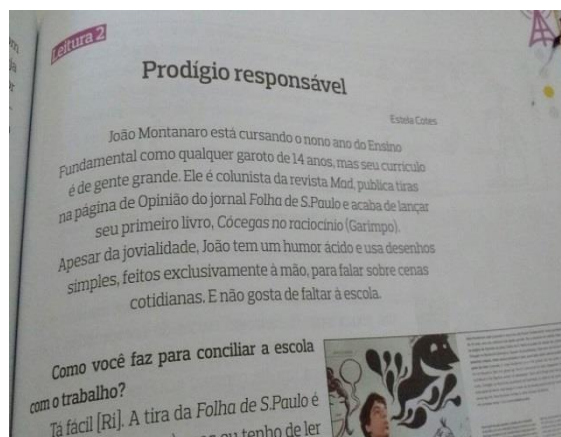 Leitura 2
Prodígio responsável
Estela Cotes
João Montanaro está cursando o nono ano do Ensino
Fundamental como qualquer garoto de 14 anos, mas seu currículo
é de gente grande. Ele é colunista da revista Mad, publica tiras
na página de Opinião do jornal Folha de S.Paulo e acaba de lançar
seu primeiro livro, Cócegas no raciocínio (Garimpo).
Apesar da jovialidade, João tem um humor ácido e usa desenhos
simples, feitos exclusivamente à mão, para falar sobre cenas
cotidianas. E não gosta de faltar à escola.
Como você faz para conciliar a escola
com o trabalho?
Tá fácil [Ri]. A tira da Folha de S.Paulo é
ou tenho de ler